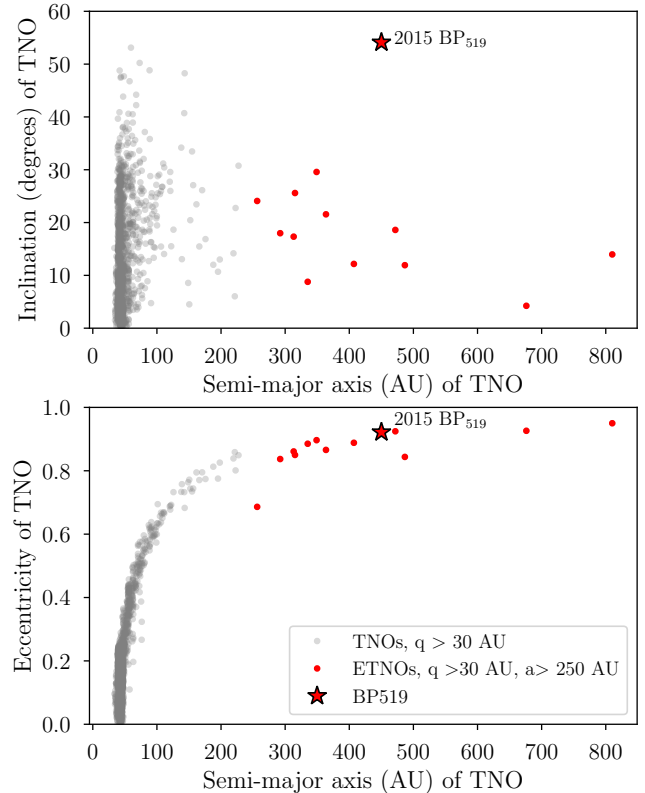 60
50
40
30
20
10
0
Inclination (degrees) of TNO
2015 BP₅₁₉
0 100 200 300 400 500 600 700 800
Semi-major axis (AU) of TNO
1.0
0.8
0.6
0.4
0.2
0.0
Eccentricity of TNO
2015 BP₅₁₉
TNOs, q > 30 AU
ETNOs, q >30 AU, a> 250 AU
BP519
0 100 200 300 400 500 600 700 800
Semi-major axis (AU) of TNO